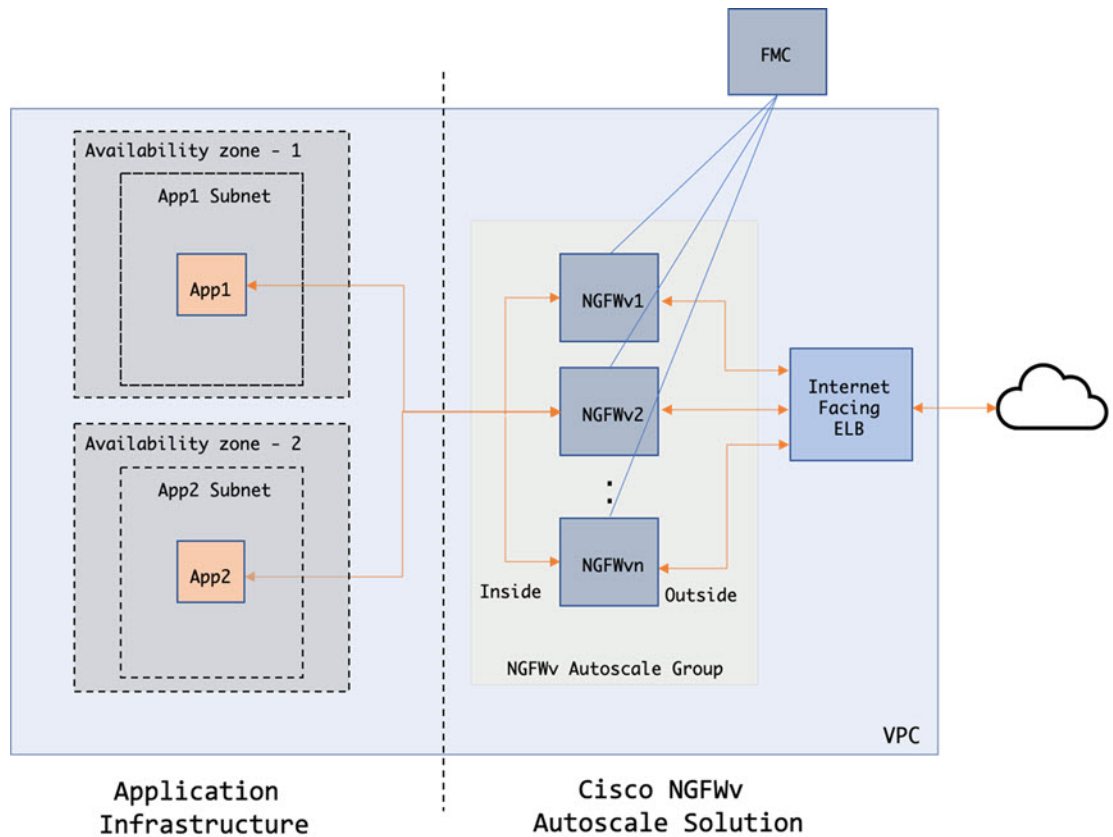 FMC
Availability zone - 1
App1 Subnet
App1
Availability zone - 2
App2 Subnet
App2
NGFWv1
NGFWv2
:
NGFWvn
Inside
Outside
NGFWv Autoscale Group
Internet
Facing
ELB
VPC
Application
Infrastructure
Cisco NGFWv
Autoscale Solution